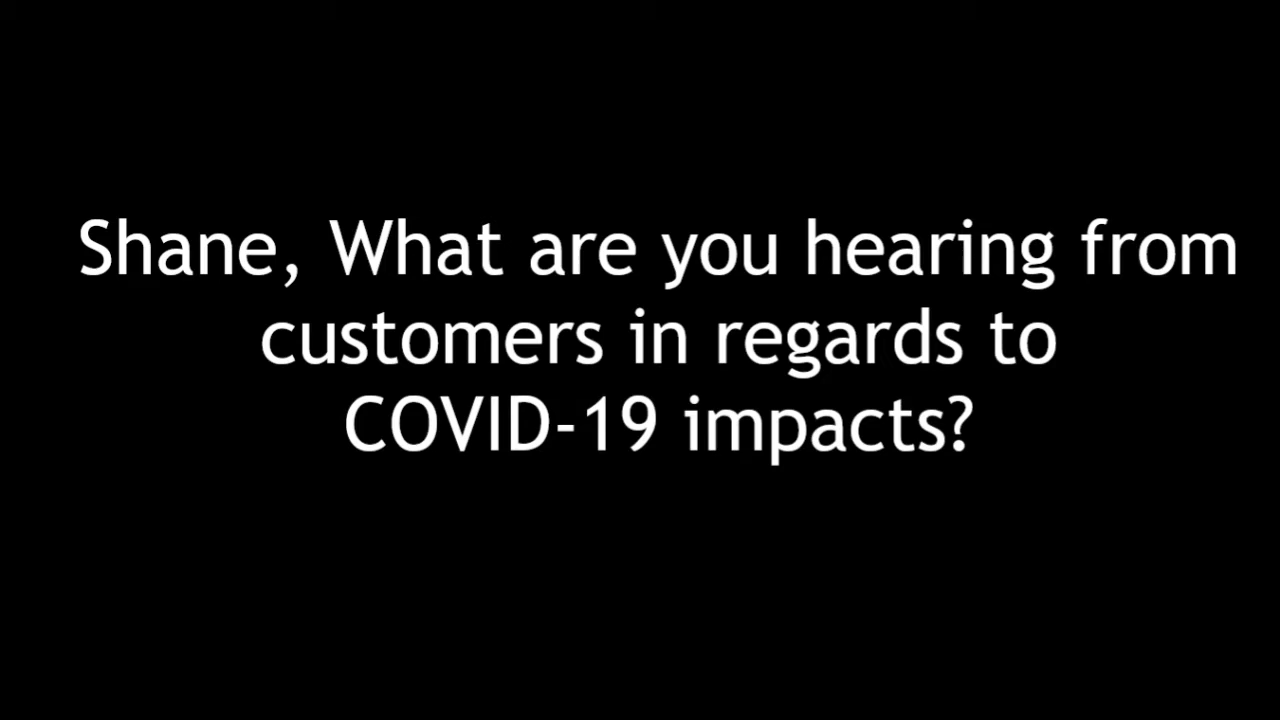 Shane, What are you hearing from
customers in regards to
COVID-19 impacts?